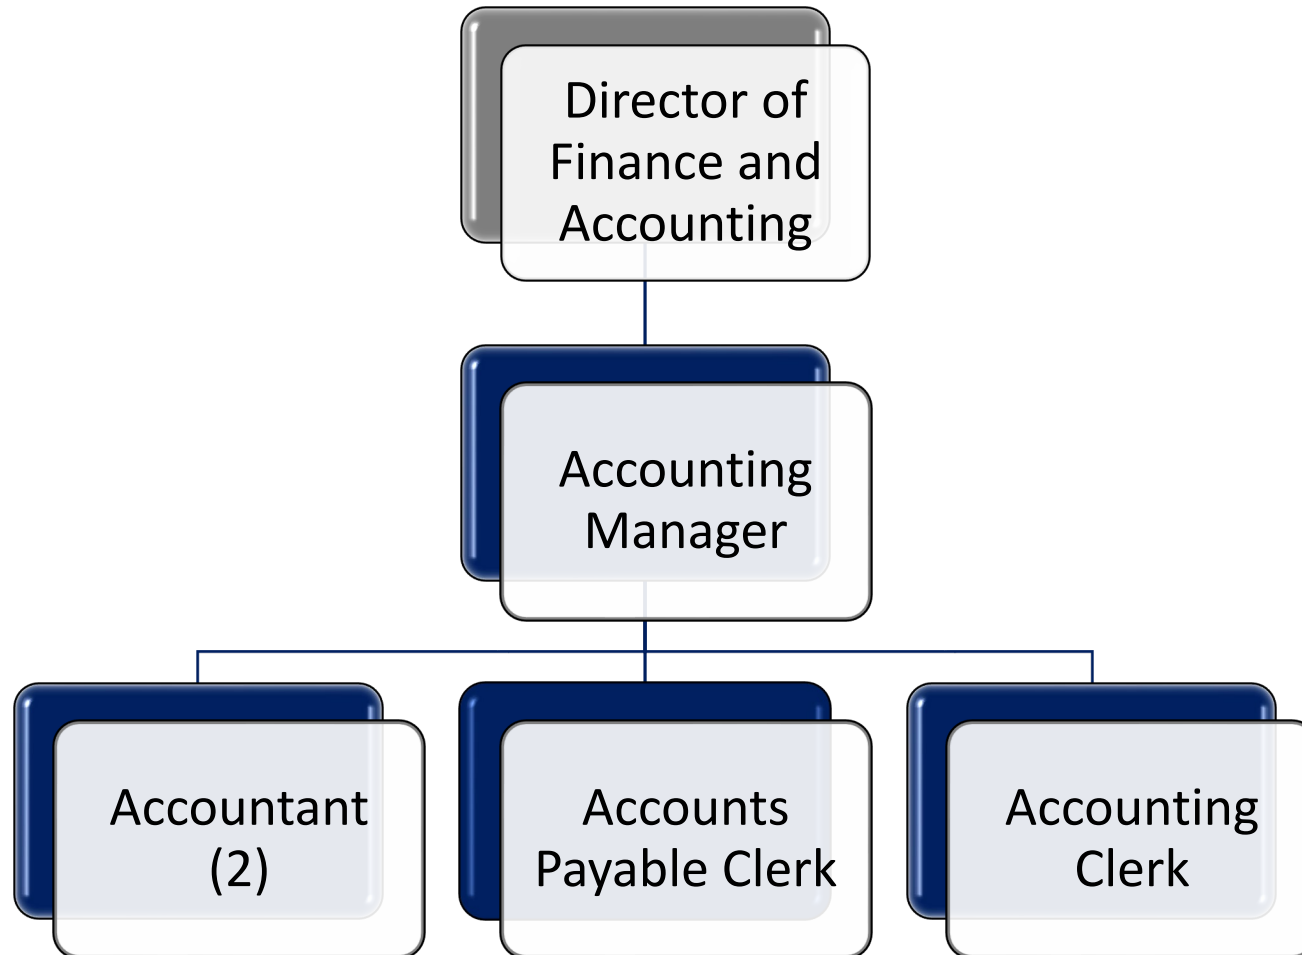 Director of
Finance and
Accounting
Accounting
Manager
Accountant
(2)
Accounts
Payable Clerk
Accounting
Clerk